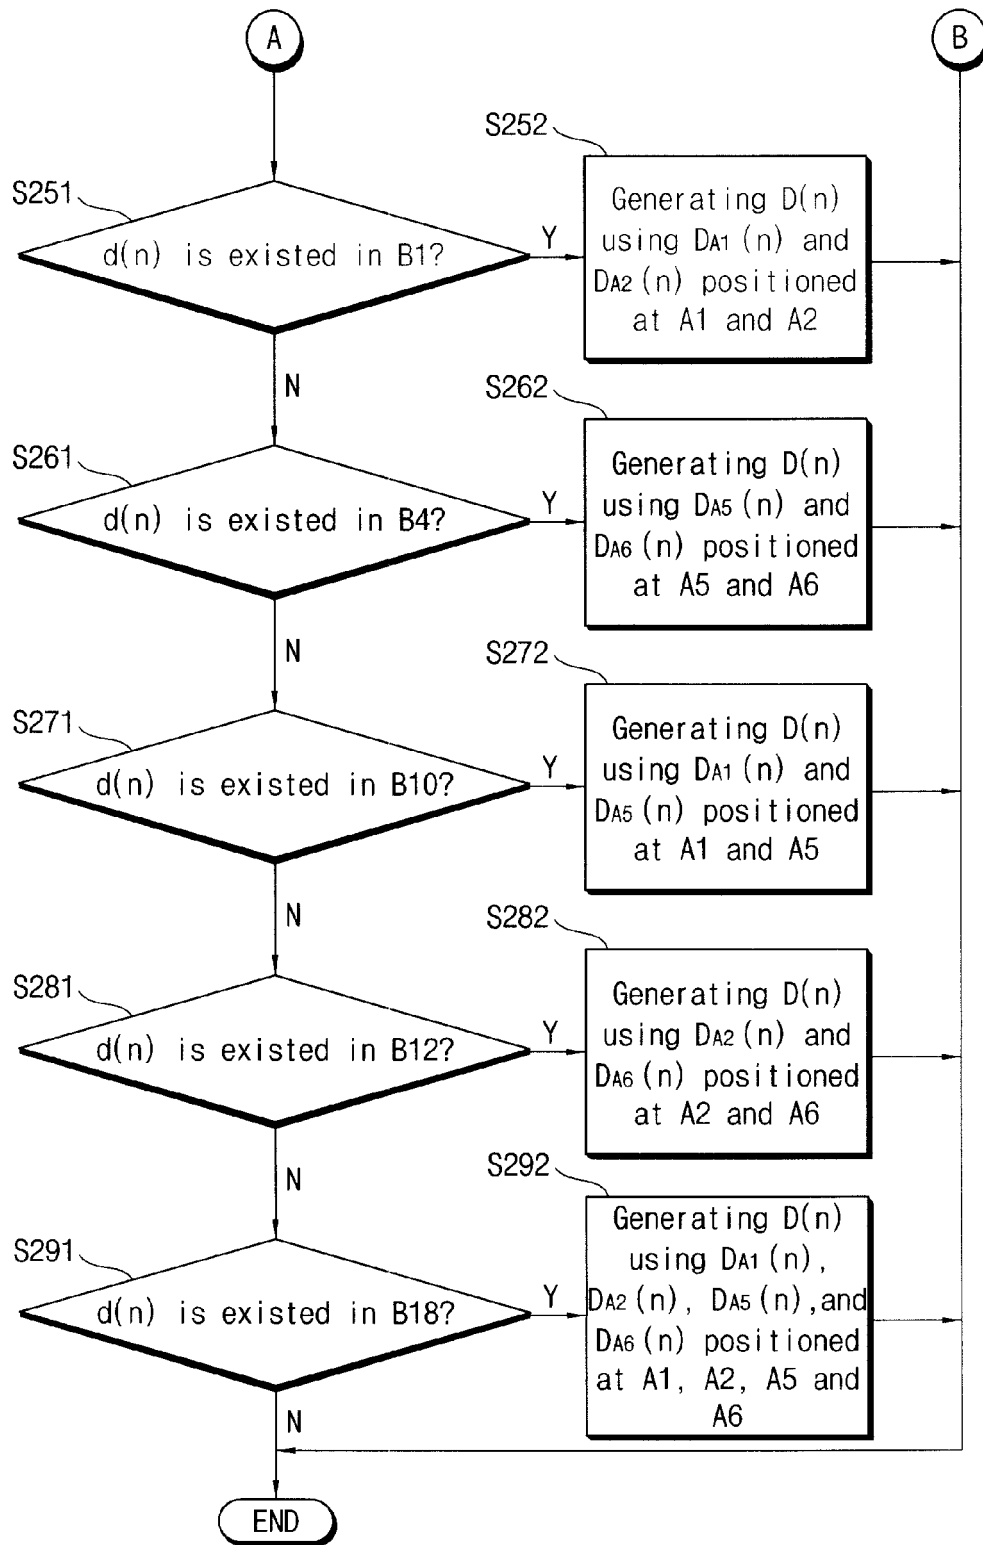 A
B
S252
S251
Generating D(n)
using DA1(n) and
DA2(n) positioned
at A1 and A2
d(n) is existed in B1?
Y
N
S262
S261
Generating D(n)
using DA5(n) and
DA6(n) positioned
at A5 and A6
d(n) is existed in B4?
Y
N
S272
S271
Generating D(n)
using DA1(n) and
DA5(n) positioned
at A1 and A5
d(n) is existed in B10?
Y
N
S282
S281
Generating D(n)
using DA2(n) and
DA6(n) positioned
at A2 and A6
d(n) is existed in B12?
Y
N
S292
S291
Generating D(n)
using DA1(n),
DA2(n), DA5(n),and
DA6(n) positioned
at A1, A2, A5 and
A6
d(n) is existed in B18?
Y
N
END